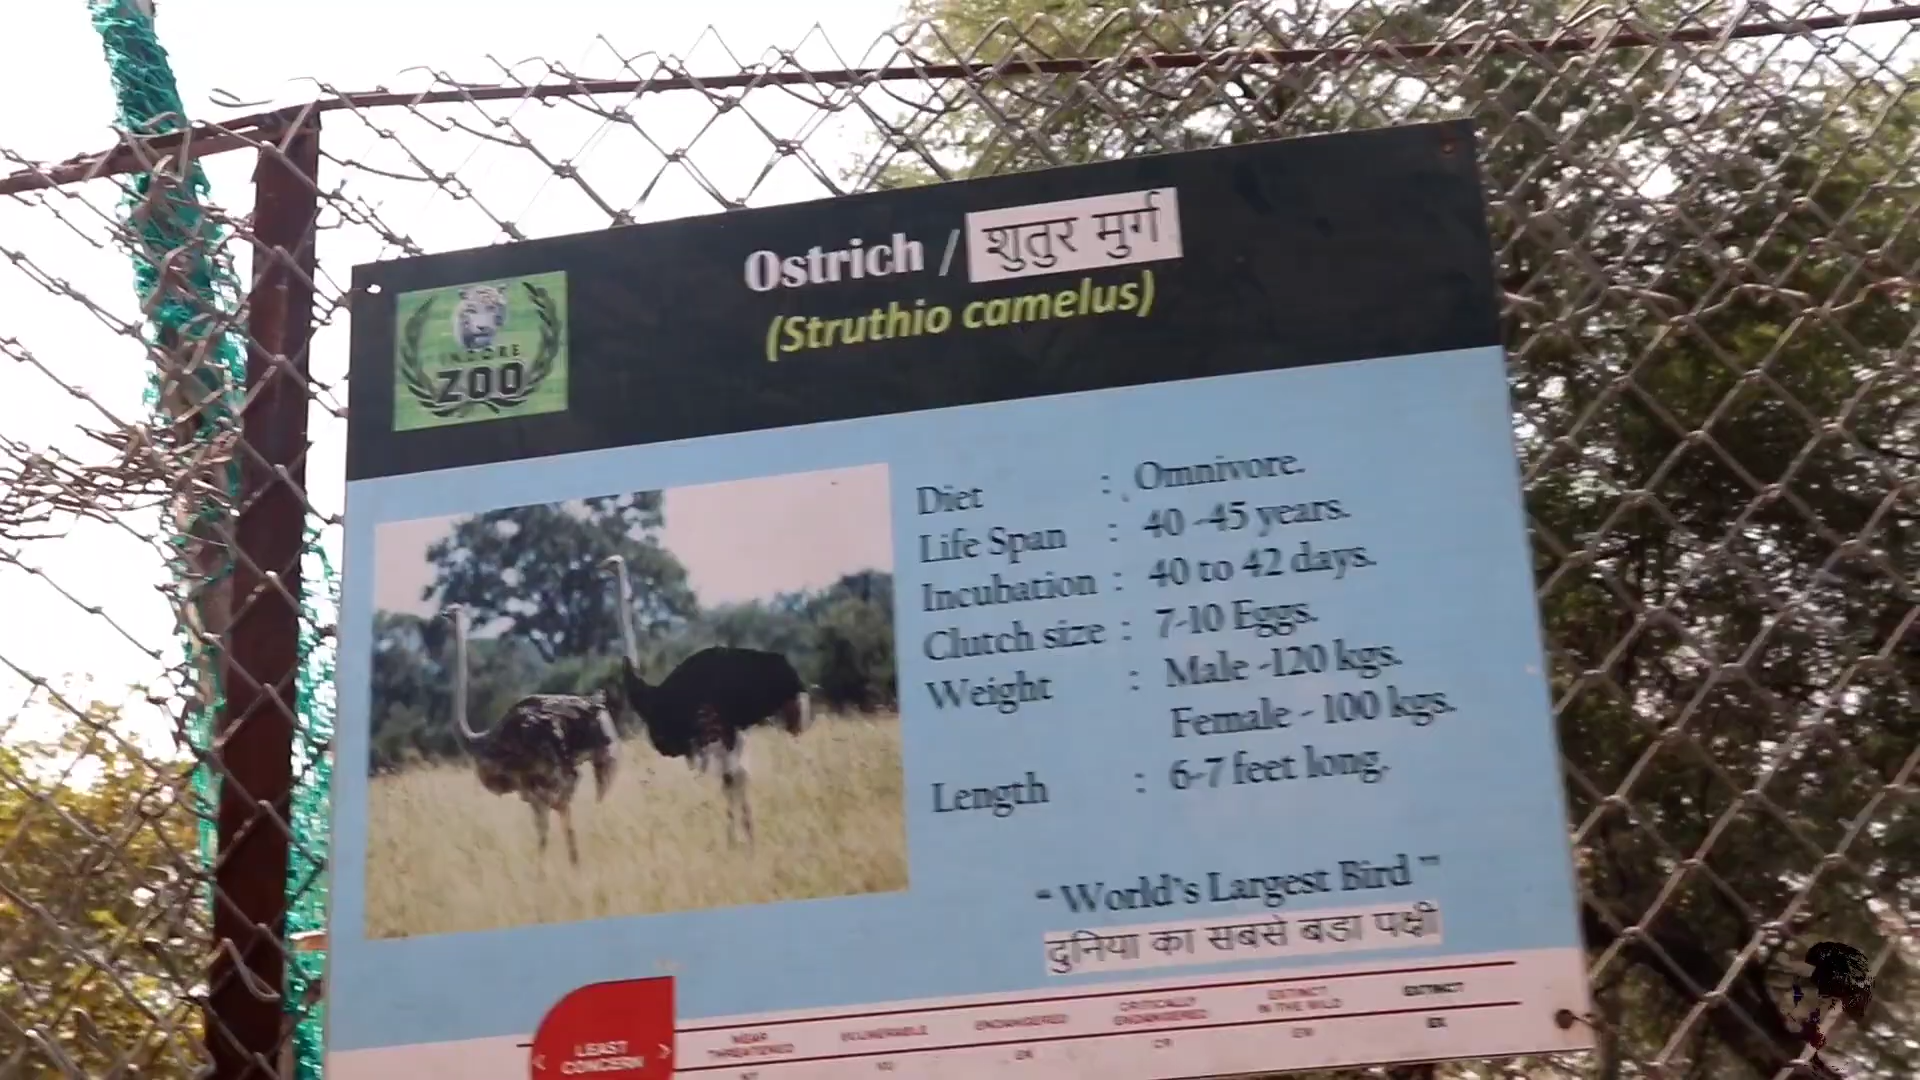 Ostrich / शुतुर मुर्ग
(Struthio camelus)
INDORE
ZOO
Diet : Omnivore.
Life Span : 40 -45 years.
Incubation : 40 to 42 days.
Clutch size : 7-10 Eggs.
Weight : Male -120 kgs.
Female - 100 kgs.
Length : 6-7 feet long.
" World's Largest Bird "
दुनिया का सबसे बडा पक्षी
< LEAST CONCERN >
NEAR THREATENED
VULNERABLE
ENDANGERED
CRITICALLY ENDANGERED
EXTINCT IN THE WILD
EXTINCT
NT
VU
EN
CR
EW
EX